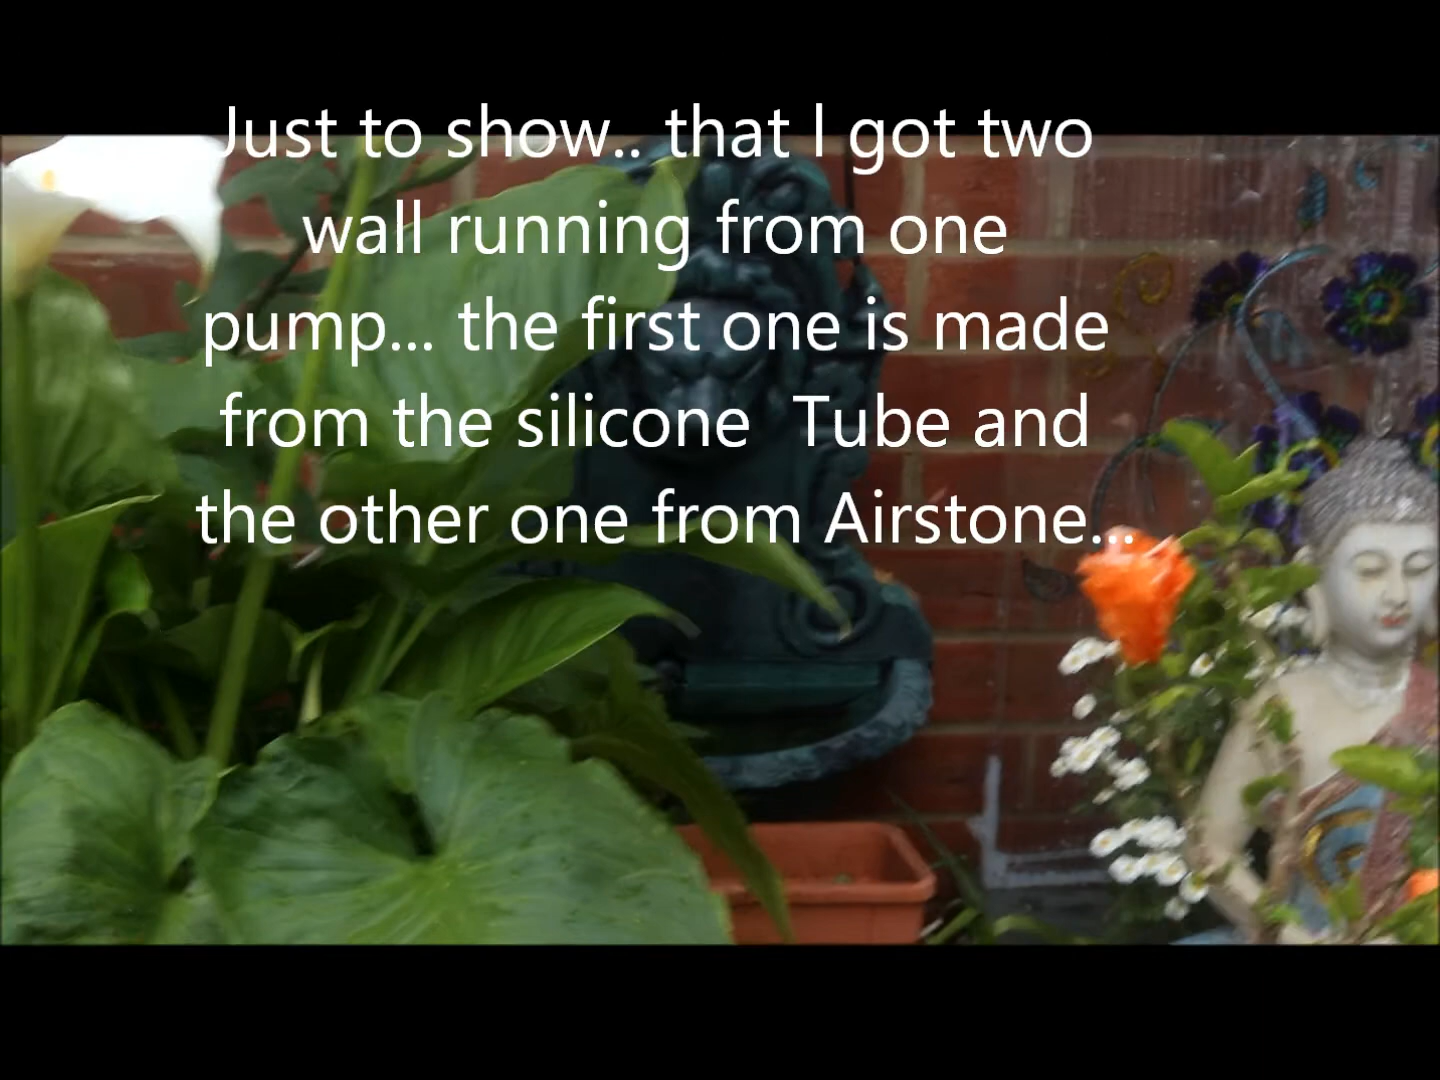 Just to show.. that I got two
wall running from one
pump... the first one is made
from the silicone  Tube and
the other one from Airstone...